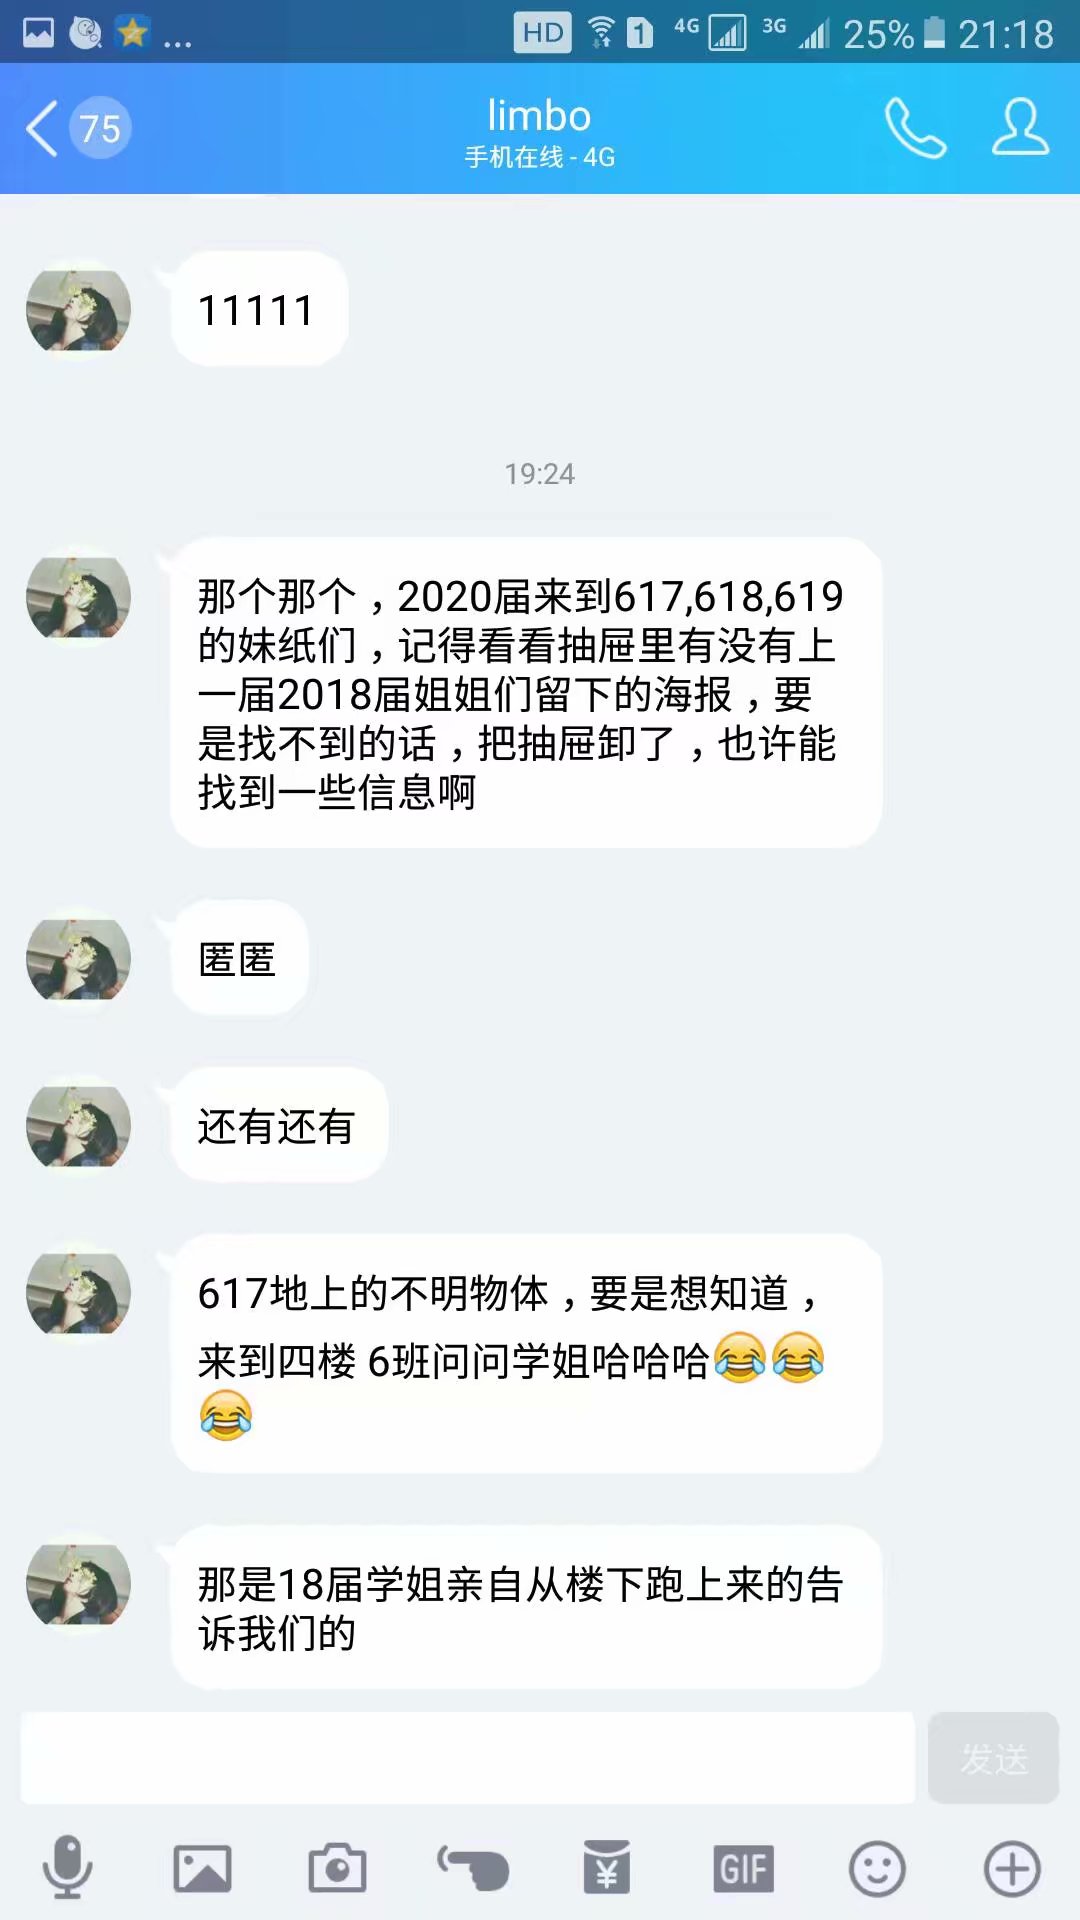 HD 1 4G 3G 25% 21:18
75
limbo
手机在线 - 4G
11111
19:24
那个那个，2020届来到617,618,619
的妹纸们，记得看看抽屉里有没有上
一届2018届姐姐们留下的海报，要
是找不到的话，把抽屉卸了，也许能
找到一些信息啊
匿匿
还有还有
617地上的不明物体，要是想知道，
来到四楼 6班问问学姐哈哈哈😂😂
😂
那是18届学姐亲自从楼下跑上来的告
诉我们的
发送
¥
GIF